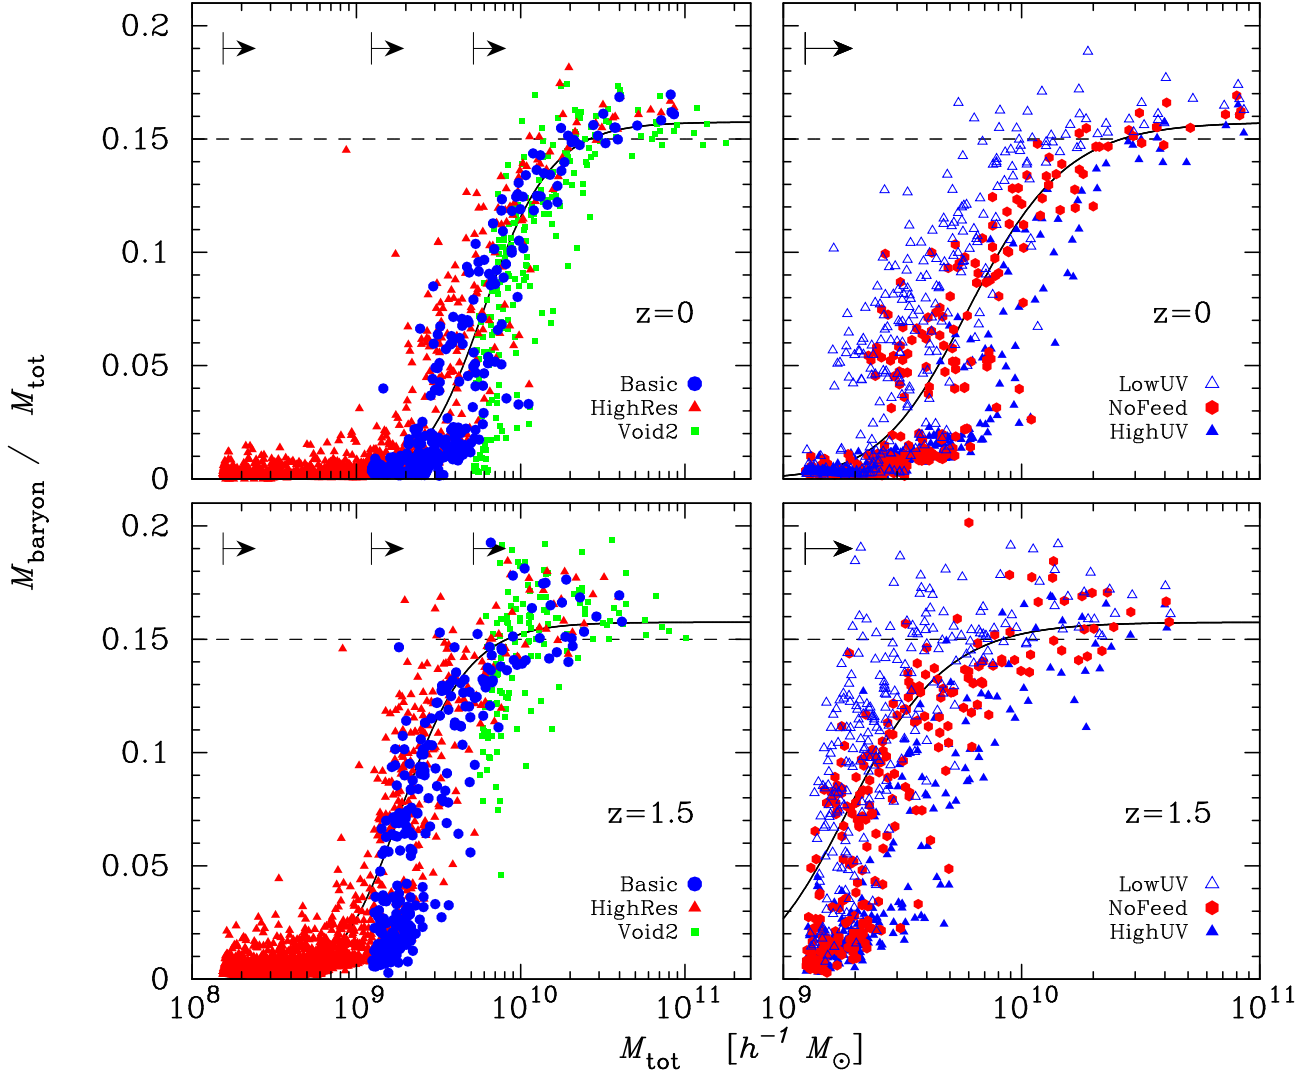 0.2
0.15
0.1
0.05
0
z=0
Basic
HighRes
Void2
z=0
LowUV
NoFeed
HighUV
M_baryon / M_tot
0.2
0.15
0.1
0.05
0
z=1.5
Basic
HighRes
Void2
z=1.5
LowUV
NoFeed
HighUV
10^8 10^9 10^10 10^11 10^9 10^10 10^11
M_tot [h^-1 M_⊙]